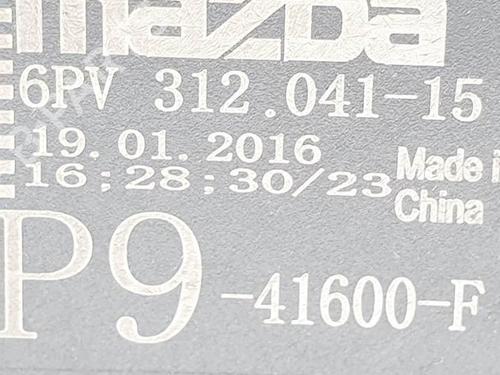 mazda
6PV 312.041-15
19.01.2016
16;28;30/23
Made i
China
P9 -41600-F